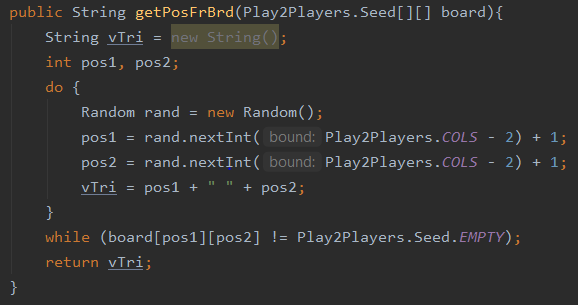 public String getPosFrBrd(Play2Players.Seed[][] board){
    String vTri = new String();
    int pos1, pos2;
    do {
        Random rand = new Random();
        pos1 = rand.nextInt( bound: Play2Players.COLS - 2) + 1;
        pos2 = rand.nextInt( bound: Play2Players.COLS - 2) + 1;
        vTri = pos1 + " " + pos2;
    }
    while (board[pos1][pos2] != Play2Players.Seed.EMPTY);
    return vTri;
}